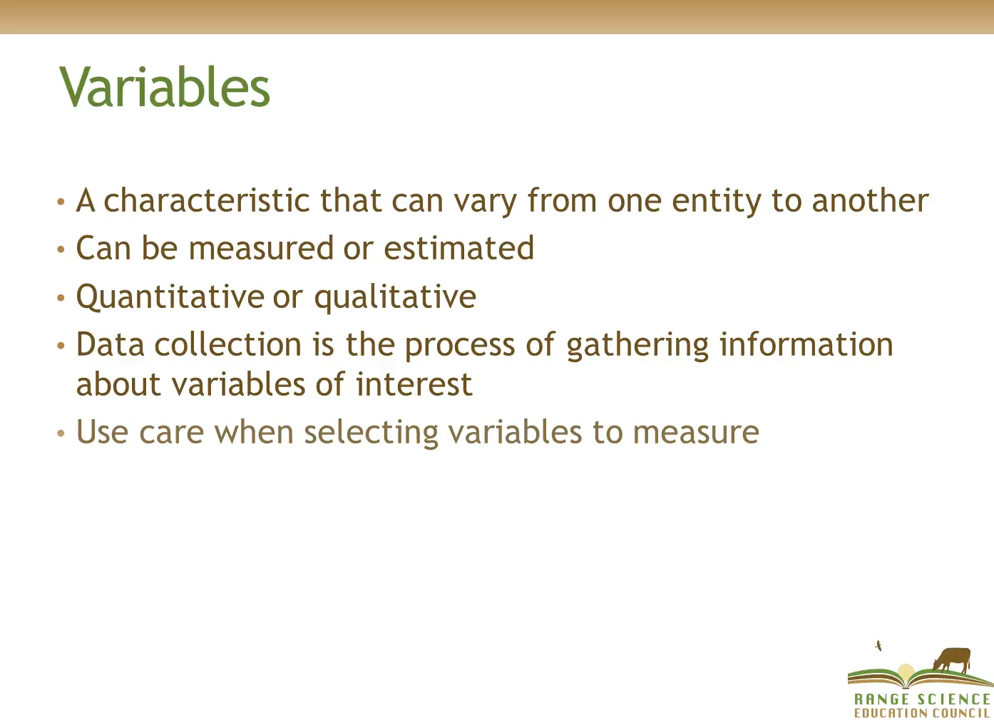 Variables
• A characteristic that can vary from one entity to another
• Can be measured or estimated
• Quantitative or qualitative
• Data collection is the process of gathering information
about variables of interest
• Use care when selecting variables to measure
RANGE SCIENCE
EDUCATION COUNCIL